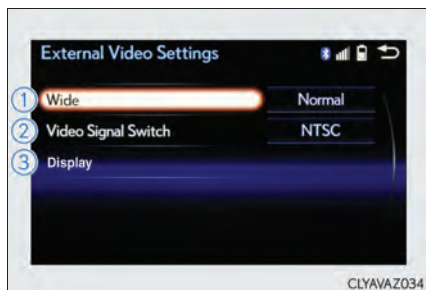 External Video Settings
1 Wide Normal
2 Video Signal Switch NTSC
3 Display
CLYAVAZ034